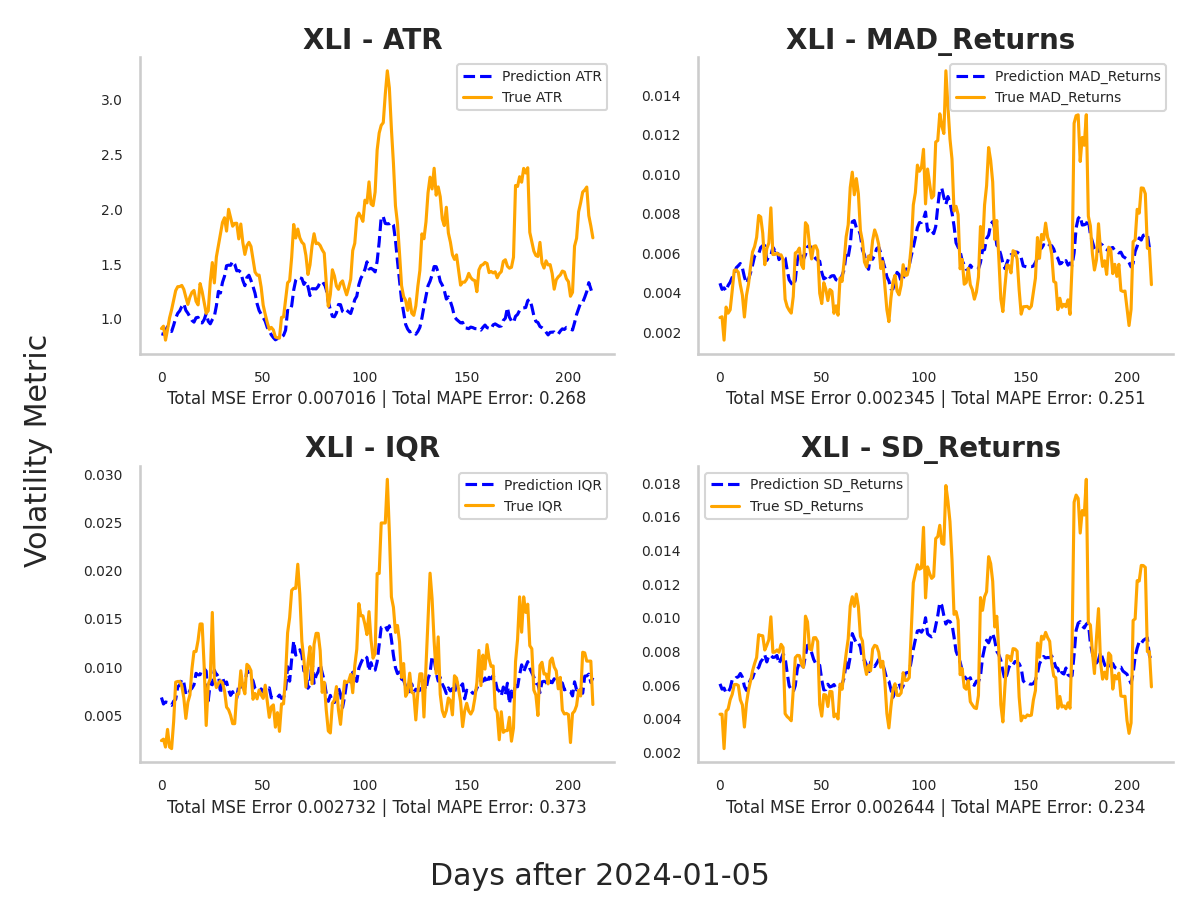 Volatility Metric
XLI - ATR
Prediction ATR
True ATR
3.0
2.5
2.0
1.5
1.0
0 50 100 150 200
Total MSE Error 0.007016 | Total MAPE Error: 0.268
XLI - MAD_Returns
Prediction MAD_Returns
True MAD_Returns
0.014
0.012
0.010
0.008
0.006
0.004
0.002
0 50 100 150 200
Total MSE Error 0.002345 | Total MAPE Error: 0.251
XLI - IQR
Prediction IQR
True IQR
0.030
0.025
0.020
0.015
0.010
0.005
0 50 100 150 200
Total MSE Error 0.002732 | Total MAPE Error: 0.373
XLI - SD_Returns
Prediction SD_Returns
True SD_Returns
0.018
0.016
0.014
0.012
0.010
0.008
0.006
0.004
0.002
0 50 100 150 200
Total MSE Error 0.002644 | Total MAPE Error: 0.234
Days after 2024-01-05